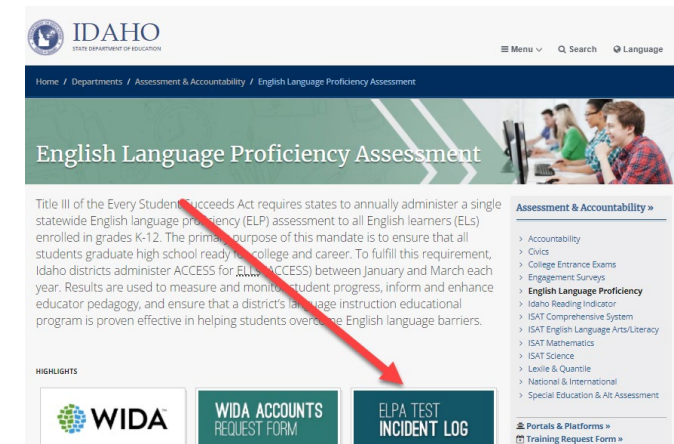 IDAHO
STATE DEPARTMENT OF EDUCATION
Menu
Search
Language
Home / Departments / Assessment & Accountability / English Language Proficiency Assessment
English Language Proficiency Assessment
Title III of the Every Student Succeeds Act requires states to annually administer a single
statewide English language proficiency (ELP) assessment to all English learners (ELs)
enrolled in grades K-12. The primary purpose of this mandate is to ensure that all
students graduate high school ready for college and career. To fulfill this requirement,
Idaho districts administer ACCESS for ELLs (ACCESS) between January and March each
year. Results are used to measure and monitor student progress, inform and enhance
educator pedagogy, and ensure that a district's language instruction educational
program is proven effective in helping students overcome English language barriers.
HIGHLIGHTS
WIDA
WIDA ACCOUNTS
REQUEST FORM
ELPA TEST
INCIDENT LOG
Assessment & Accountability »
> Accountability
> Civics
> College Entrance Exams
> Engagement Surveys
> English Language Proficiency
> Idaho Reading Indicator
> ISAT Comprehensive System
> ISAT English Language Arts/Literacy
> ISAT Mathematics
> ISAT Science
> Lexile & Quantile
> National & International
> Special Education & Alt Assessment
Portals & Platforms »
Training Request Form »